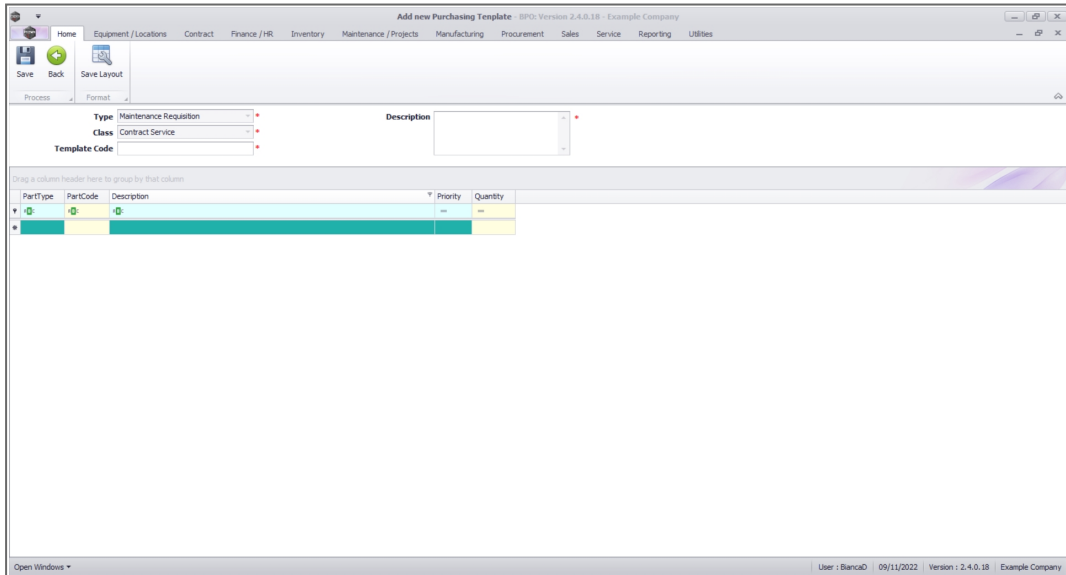 Add new Purchasing Tenplate - BPO: Version 2.4.0.18 - Example Company
Home Equipment / Locations Contract Finance / HR Inventory Maintenance / Projects Manufacturing Procurement Sales Service Reporting Utilities
Save Back Save Layout
Process Format
Type Maintenance Requisition * Description *
Class Contract Service *
Template Code *
Drag a column header here to group by that column
PartType PartCode Description Priority Quantity
Open Windows User : BiancaD 09/11/2022 Version : 2.4.0.18 Example Company